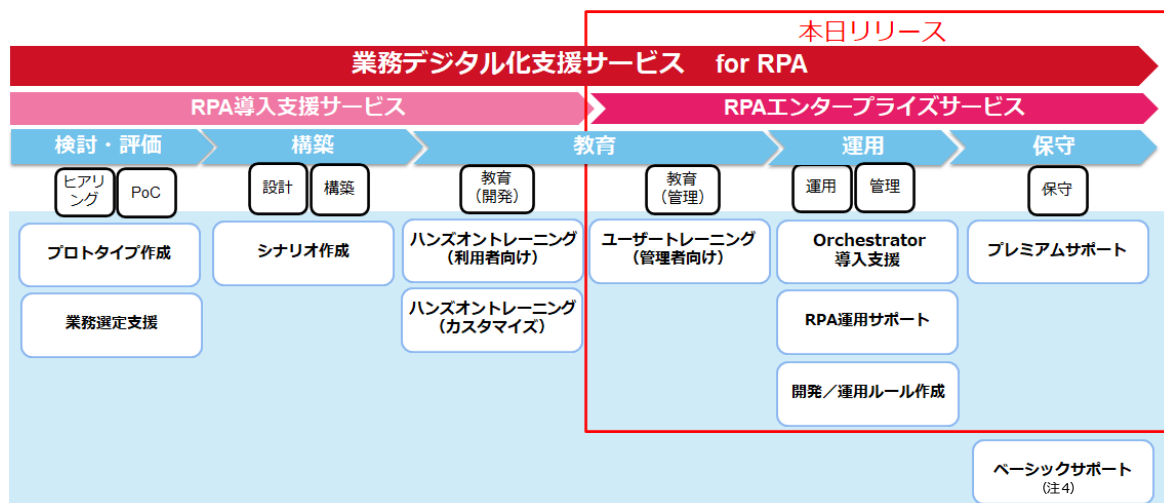 本日リリース
業務デジタル化支援サービス for RPA
RPA導入支援サービス
RPAエンタープライズサービス
検討・評価
構築
教育
運用
保守
ヒアリ
ング
PoC
設計
構築
教育
（開発）
教育
（管理）
運用
管理
保守
プロトタイプ作成
シナリオ作成
ハンズオントレーニング
（利用者向け）
ユーザートレーニング
（管理者向け）
Orchestrator
導入支援
プレミアムサポート
業務選定支援
ハンズオントレーニング
（カスタマイズ）
RPA運用サポート
開発／運用ルール作成
ベーシックサポート
（注4）